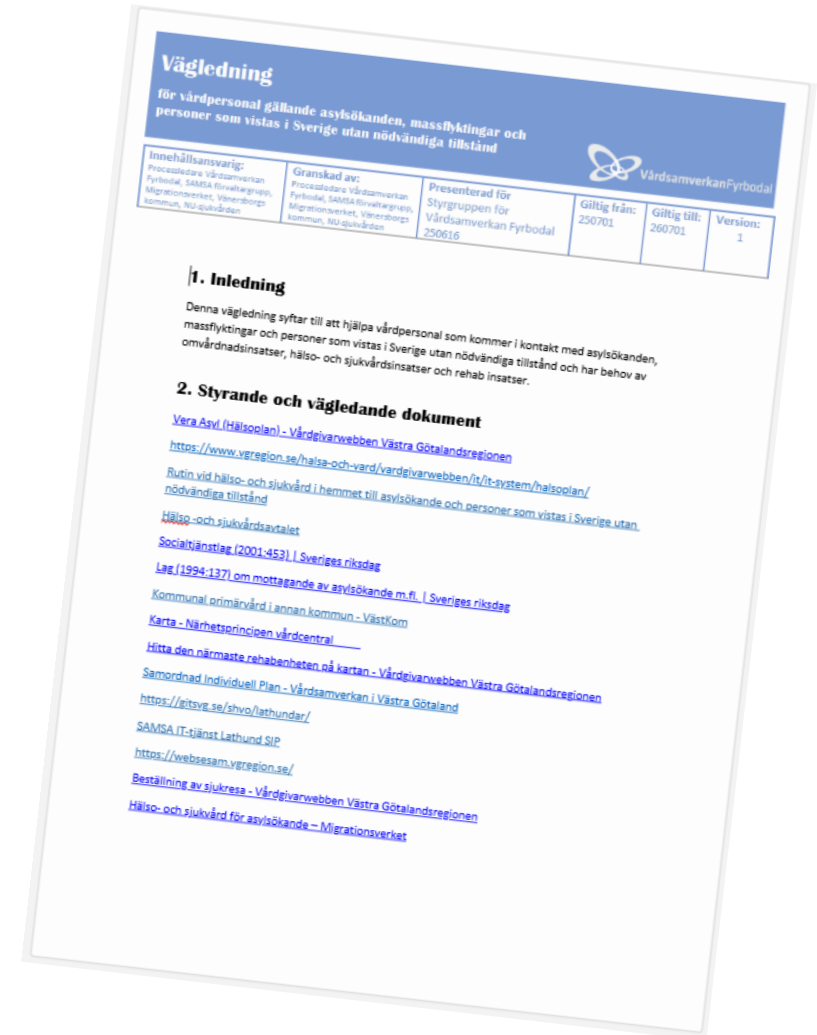 Vägledning
för vårdpersonal gällande asylsökanden, massflyktingar och
personer som vistas i Sverige utan nödvändiga tillstånd
VårdsamverkanFyrbodal
Innehållsansvarig:
Processledare Vårdsamverkan
Fyrbodal, SAMSA förvaltargrupp,
Migrationsverket, Vänersborgs
kommun, NU-sjukvården
Granskad av:
Processledare Vårdsamverkan
Fyrbodal, SAMSA förvaltargrupp,
Migrationsverket, Vänersborgs
kommun, NU-sjukvården
Presenterad för
Styrgruppen för
Vårdsamverkan Fyrbodal
250616
Giltig från:
250701
Giltig till:
260701
Version:
1
1. Inledning
Denna vägledning syftar till att hjälpa vårdpersonal som kommer i kontakt med asylsökanden,
massflyktingar och personer som vistas i Sverige utan nödvändiga tillstånd och har behov av
omvårdnadsinsatser, hälso- och sjukvårdsinsatser och rehab insatser.
2. Styrande och vägledande dokument
Vera Asyl (Hälsoplan) - Vårdgivarwebben Västra Götalandsregionen
https://www.vgregion.se/halsa-och-vard/vardgivarwebben/it/it-system/halsoplan/
Rutin vid hälso- och sjukvård i hemmet till asylsökande och personer som vistas i Sverige utan
nödvändiga tillstånd
Hälso -och sjukvårdsavtalet
Socialtjänstlag (2001:453) | Sveriges riksdag
Lag (1994:137) om mottagande av asylsökande m.fl. | Sveriges riksdag
Kommunal primärvård i annan kommun - VästKom
Karta - Närhetsprincipen vårdcentral
Hitta den närmaste rehabenheten på kartan - Vårdgivarwebben Västra Götalandsregionen
Samordnad Individuell Plan - Vårdsamverkan i Västra Götaland
https://gitsvg.se/shvo/lathundar/
SAMSA IT-tjänst Lathund SIP
https://websesam.vgregion.se/
Beställning av sjukresa - Vårdgivarwebben Västra Götalandsregionen
Hälso- och sjukvård för asylsökande – Migrationsverket